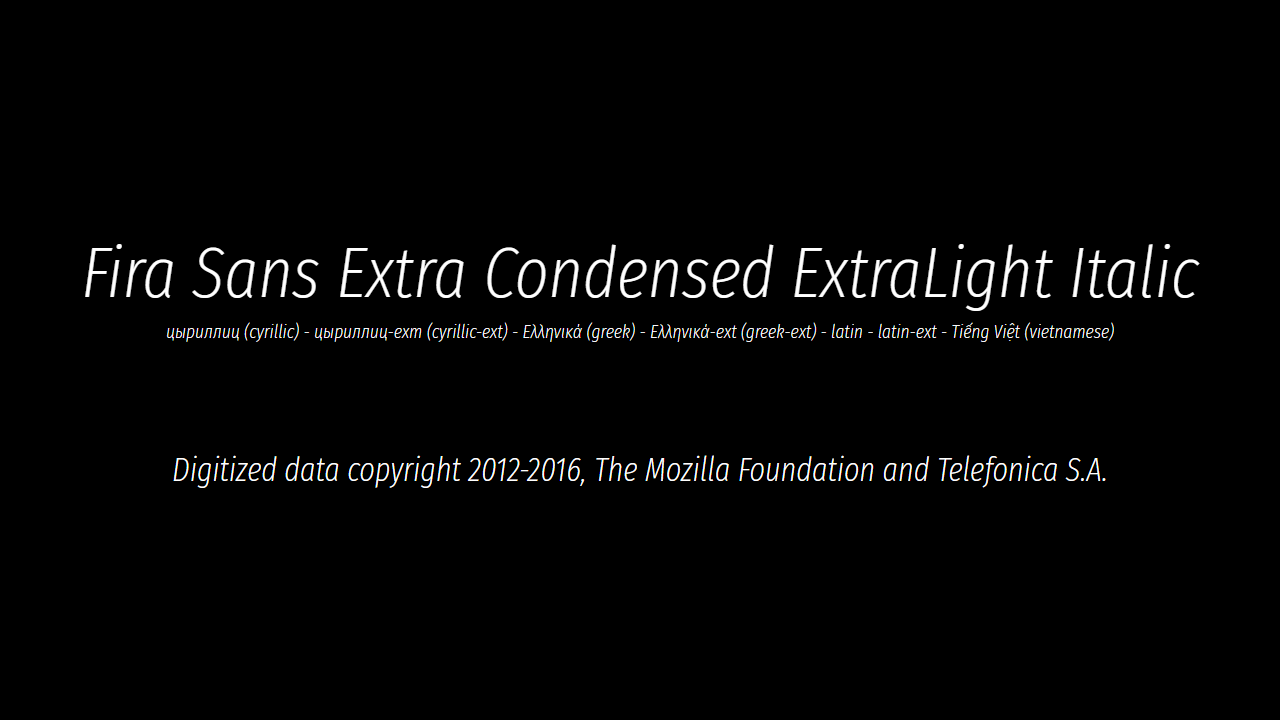 Fira Sans Extra Condensed ExtraLight Italic
цыриллиц (cyrillic) - цыриллиц-ext (cyrillic-ext) - Ελληνικά (greek) - Ελληνικά-ext (greek-ext) - latin - latin-ext - Tiếng Việt (vietnamese)
Digitized data copyright 2012-2016, The Mozilla Foundation and Telefonica S.A.